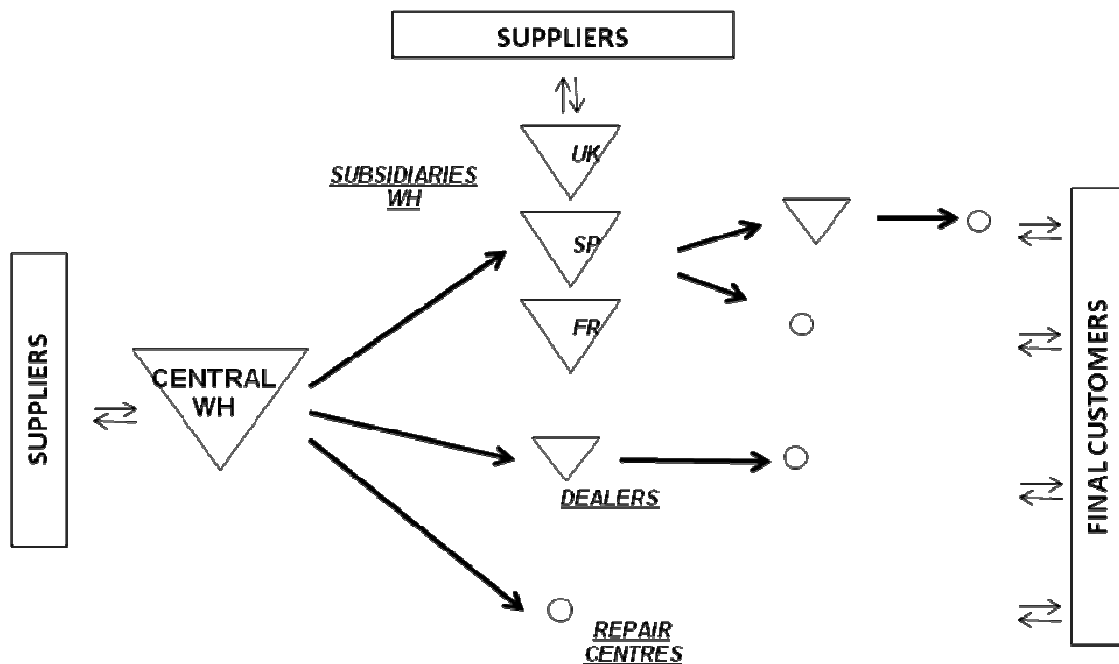 SUPPLIERS
UK
SUBSIDIARIES
WH
SP
FR
SUPPLIERS
CENTRAL
WH
DEALERS
REPAIR
CENTRES
FINAL CUSTOMERS